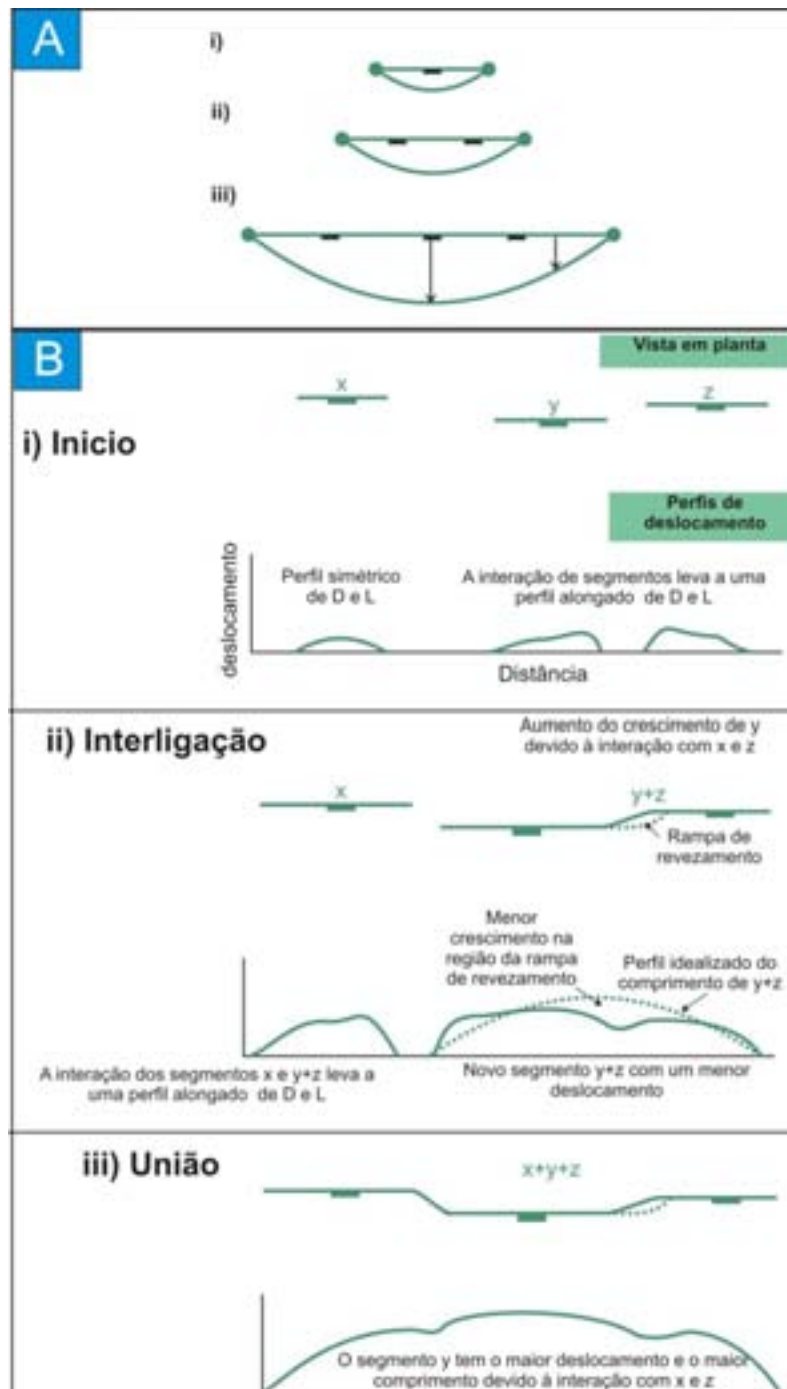 A
i)
ii)
iii)
B
Vista em planta
x
y
z
i) Inicio
Perfis de
deslocamento
deslocamento
Perfil simétrico
de D e L
A interação de segmentos leva a uma
perfil alongado de D e L
Distância
ii) Interligação
Aumento do crescimento de y
devido à interação com x e z
x
y+z
Rampa de
revezamento
Menor
crescimento na
região da rampa
de revezamento
Perfil idealizado do
comprimento de y+z
A interação dos segmentos x e y+z leva a
uma perfil alongado de D e L
Novo segmento y+z com um menor
deslocamento
iii) União
x+y+z
O segmento y tem o maior deslocamento e o maior
comprimento devido à interação com x e z